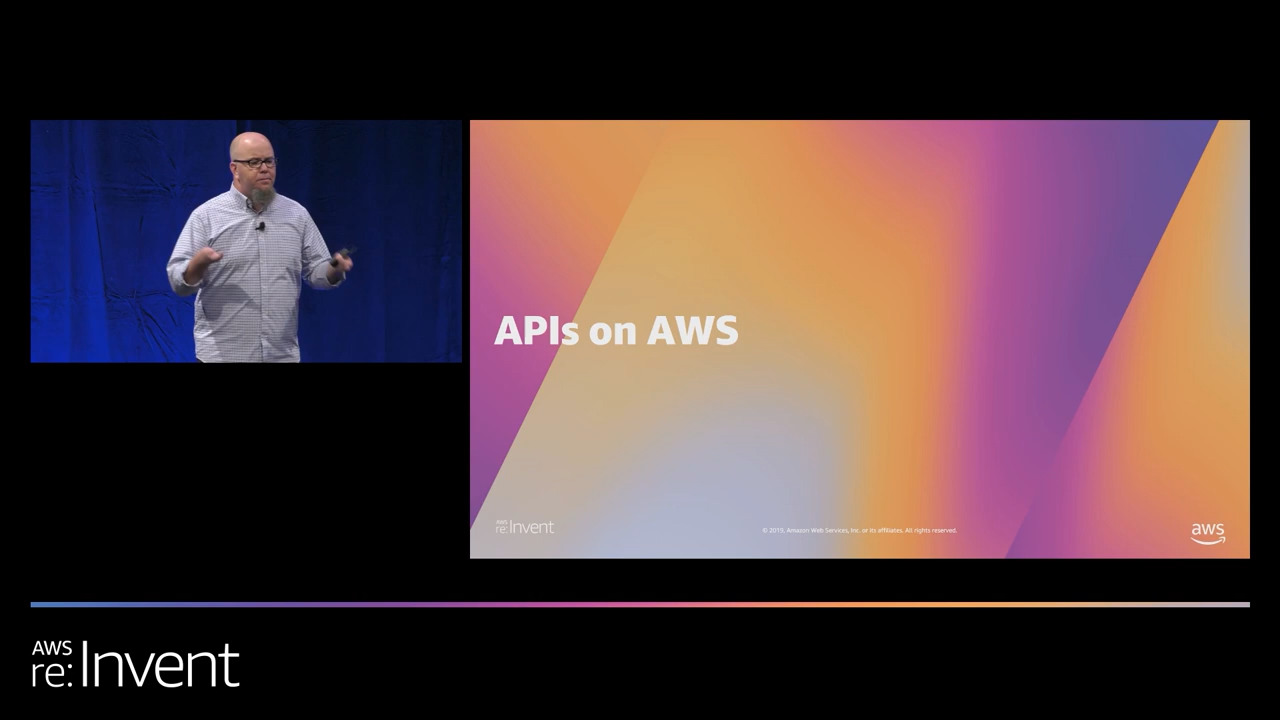 APIs on AWS
AWS
re:Invent
© 2019, Amazon Web Services, Inc. or its affiliates. All rights reserved.
aws
AWS
re:Invent